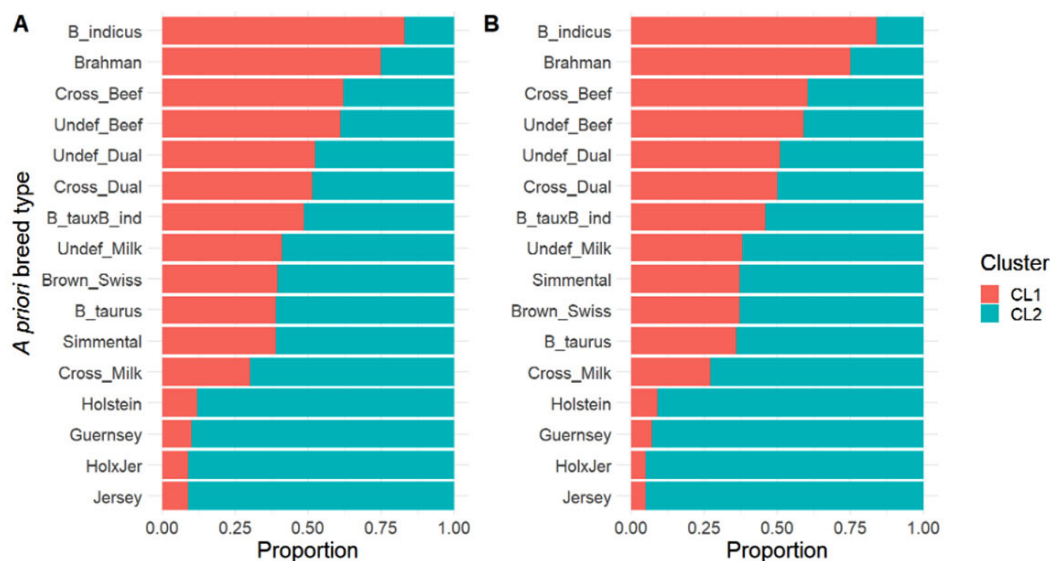 A
B_indicus
Brahman
Cross_Beef
Undef_Beef
Undef_Dual
Cross_Dual
B_tauxB_ind
Undef_Milk
Brown_Swiss
B_taurus
Simmental
Cross_Milk
Holstein
Guernsey
HolxJer
Jersey
A priori breed type
0.00 0.25 0.50 0.75 1.00
Proportion
B
B_indicus
Brahman
Cross_Beef
Undef_Beef
Undef_Dual
Cross_Dual
B_tauxB_ind
Undef_Milk
Simmental
Brown_Swiss
B_taurus
Cross_Milk
Holstein
Guernsey
HolxJer
Jersey
0.00 0.25 0.50 0.75 1.00
Proportion
Cluster
CL1
CL2